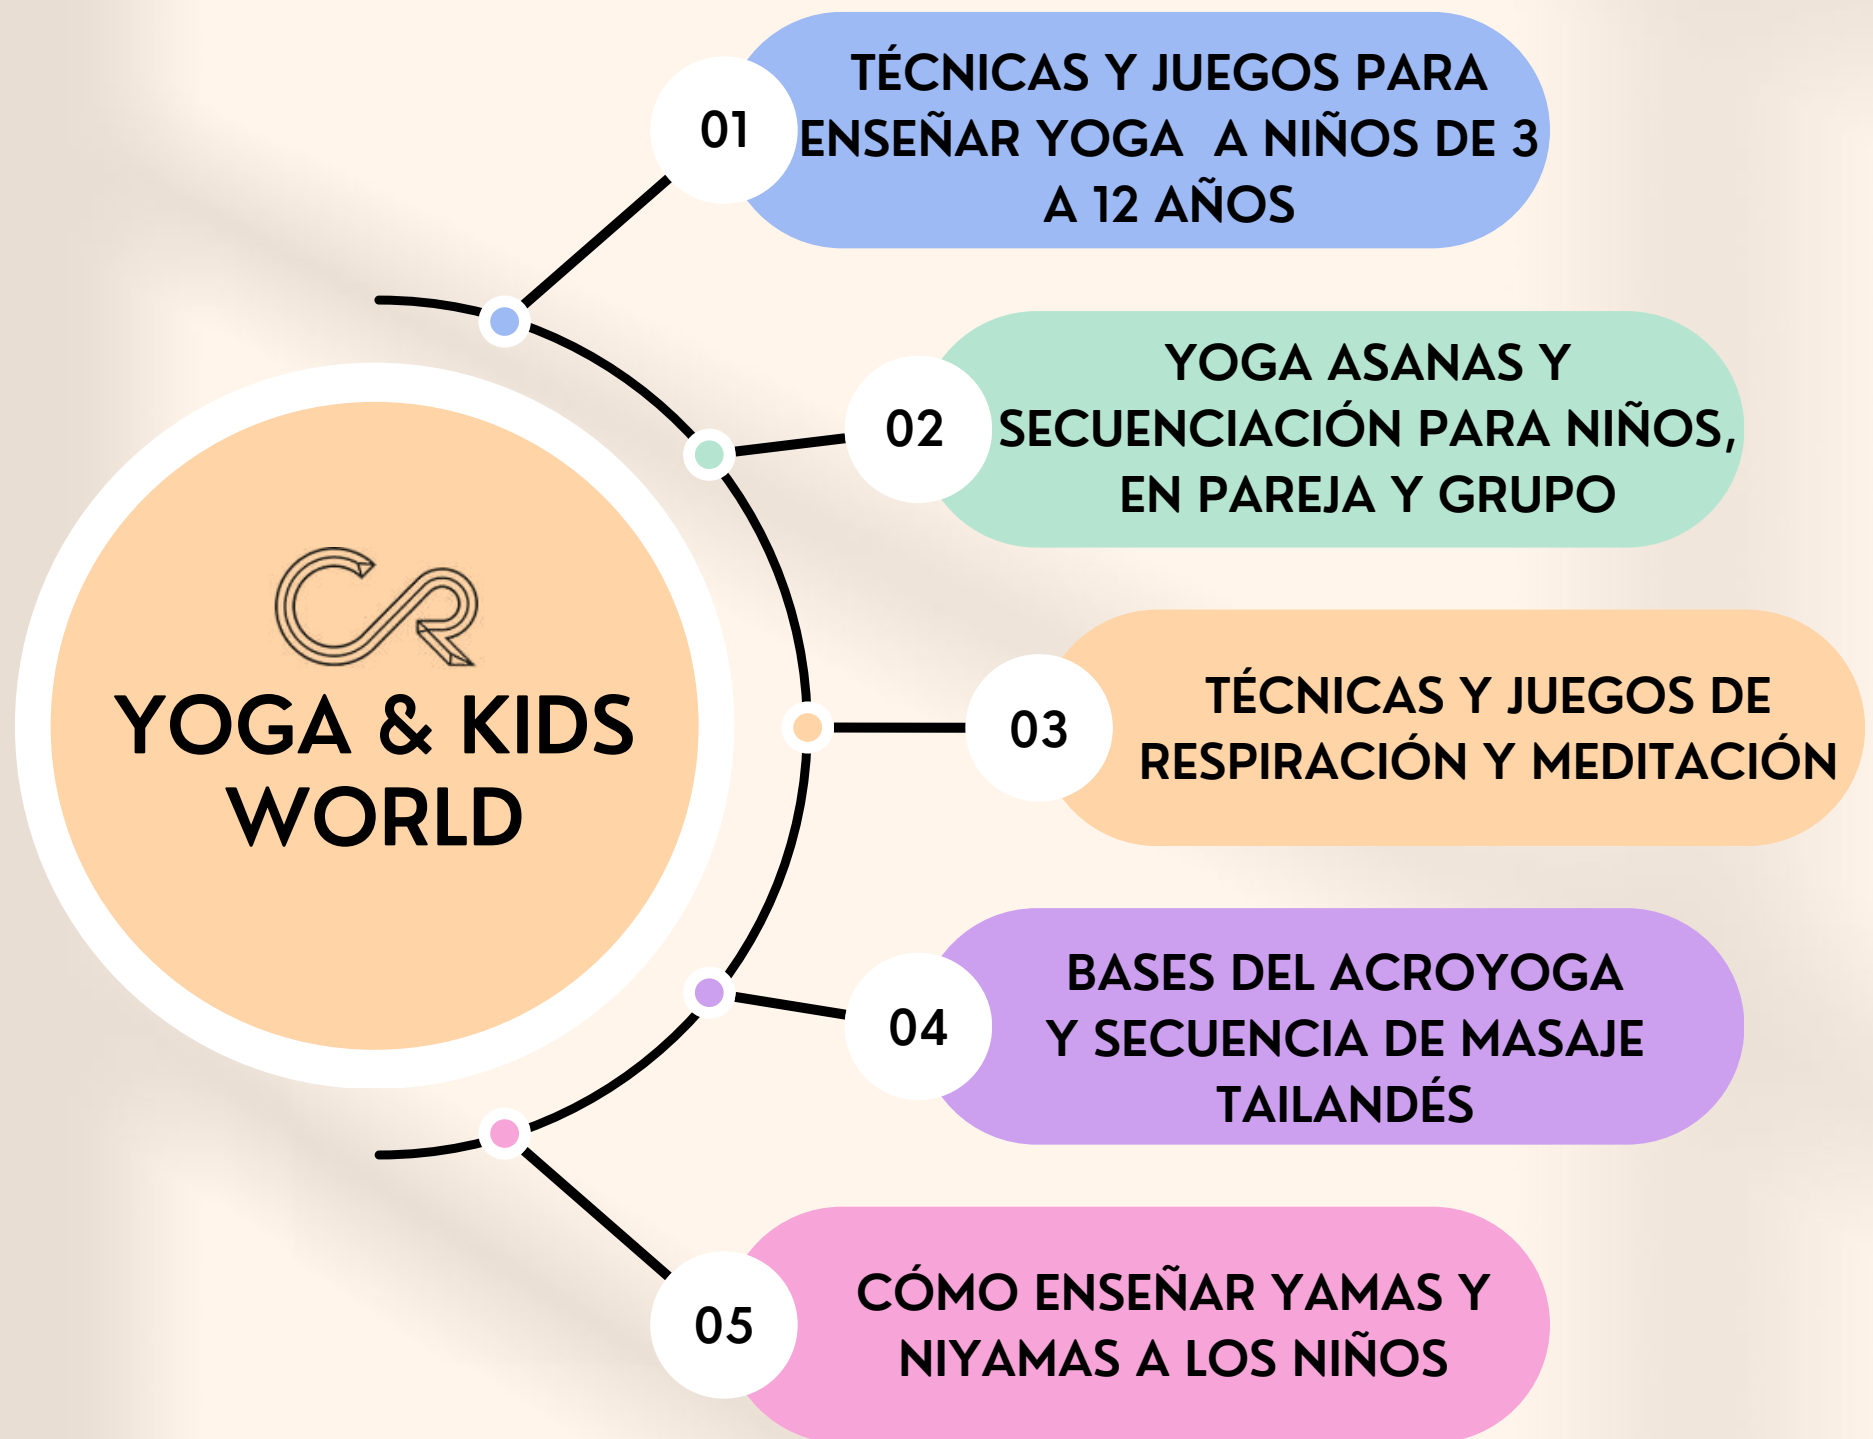 01
TÉCNICAS Y JUEGOS PARA
ENSEÑAR YOGA A NIÑOS DE 3
A 12 AÑOS
02
YOGA ASANAS Y
SECUENCIACIÓN PARA NIÑOS,
EN PAREJA Y GRUPO
CR
YOGA & KIDS
WORLD
03
TÉCNICAS Y JUEGOS DE
RESPIRACIÓN Y MEDITACIÓN
04
BASES DEL ACROYOGA
Y SECUENCIA DE MASAJE
TAILANDÉS
05
CÓMO ENSEÑAR YAMAS Y
NIYAMAS A LOS NIÑOS